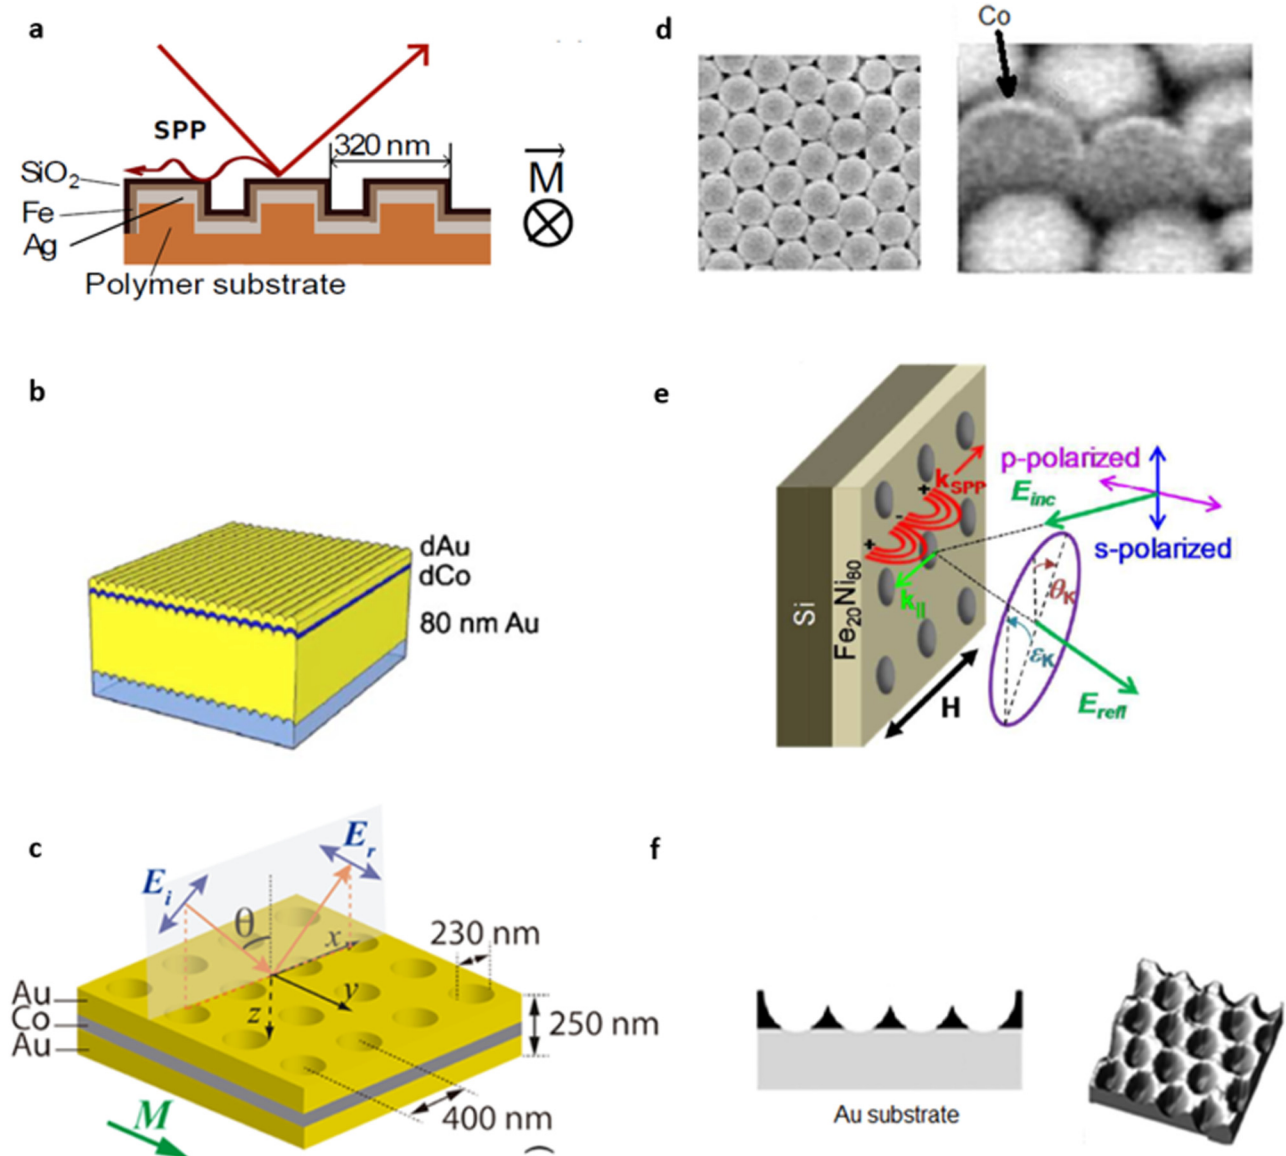 a
SPP
320 nm
SiO2
Fe
Ag
Polymer substrate
M
d
Co
b
dAu
dCo
80 nm Au
e
p-polarized
Einc
s-polarized
kSPP
+
-
+
k||
Si
Fe20Ni80
θK
εK
H
Erefl
c
Ei
Er
θ
x
y
z
230 nm
Au
Co
Au
250 nm
400 nm
M
f
Au substrate